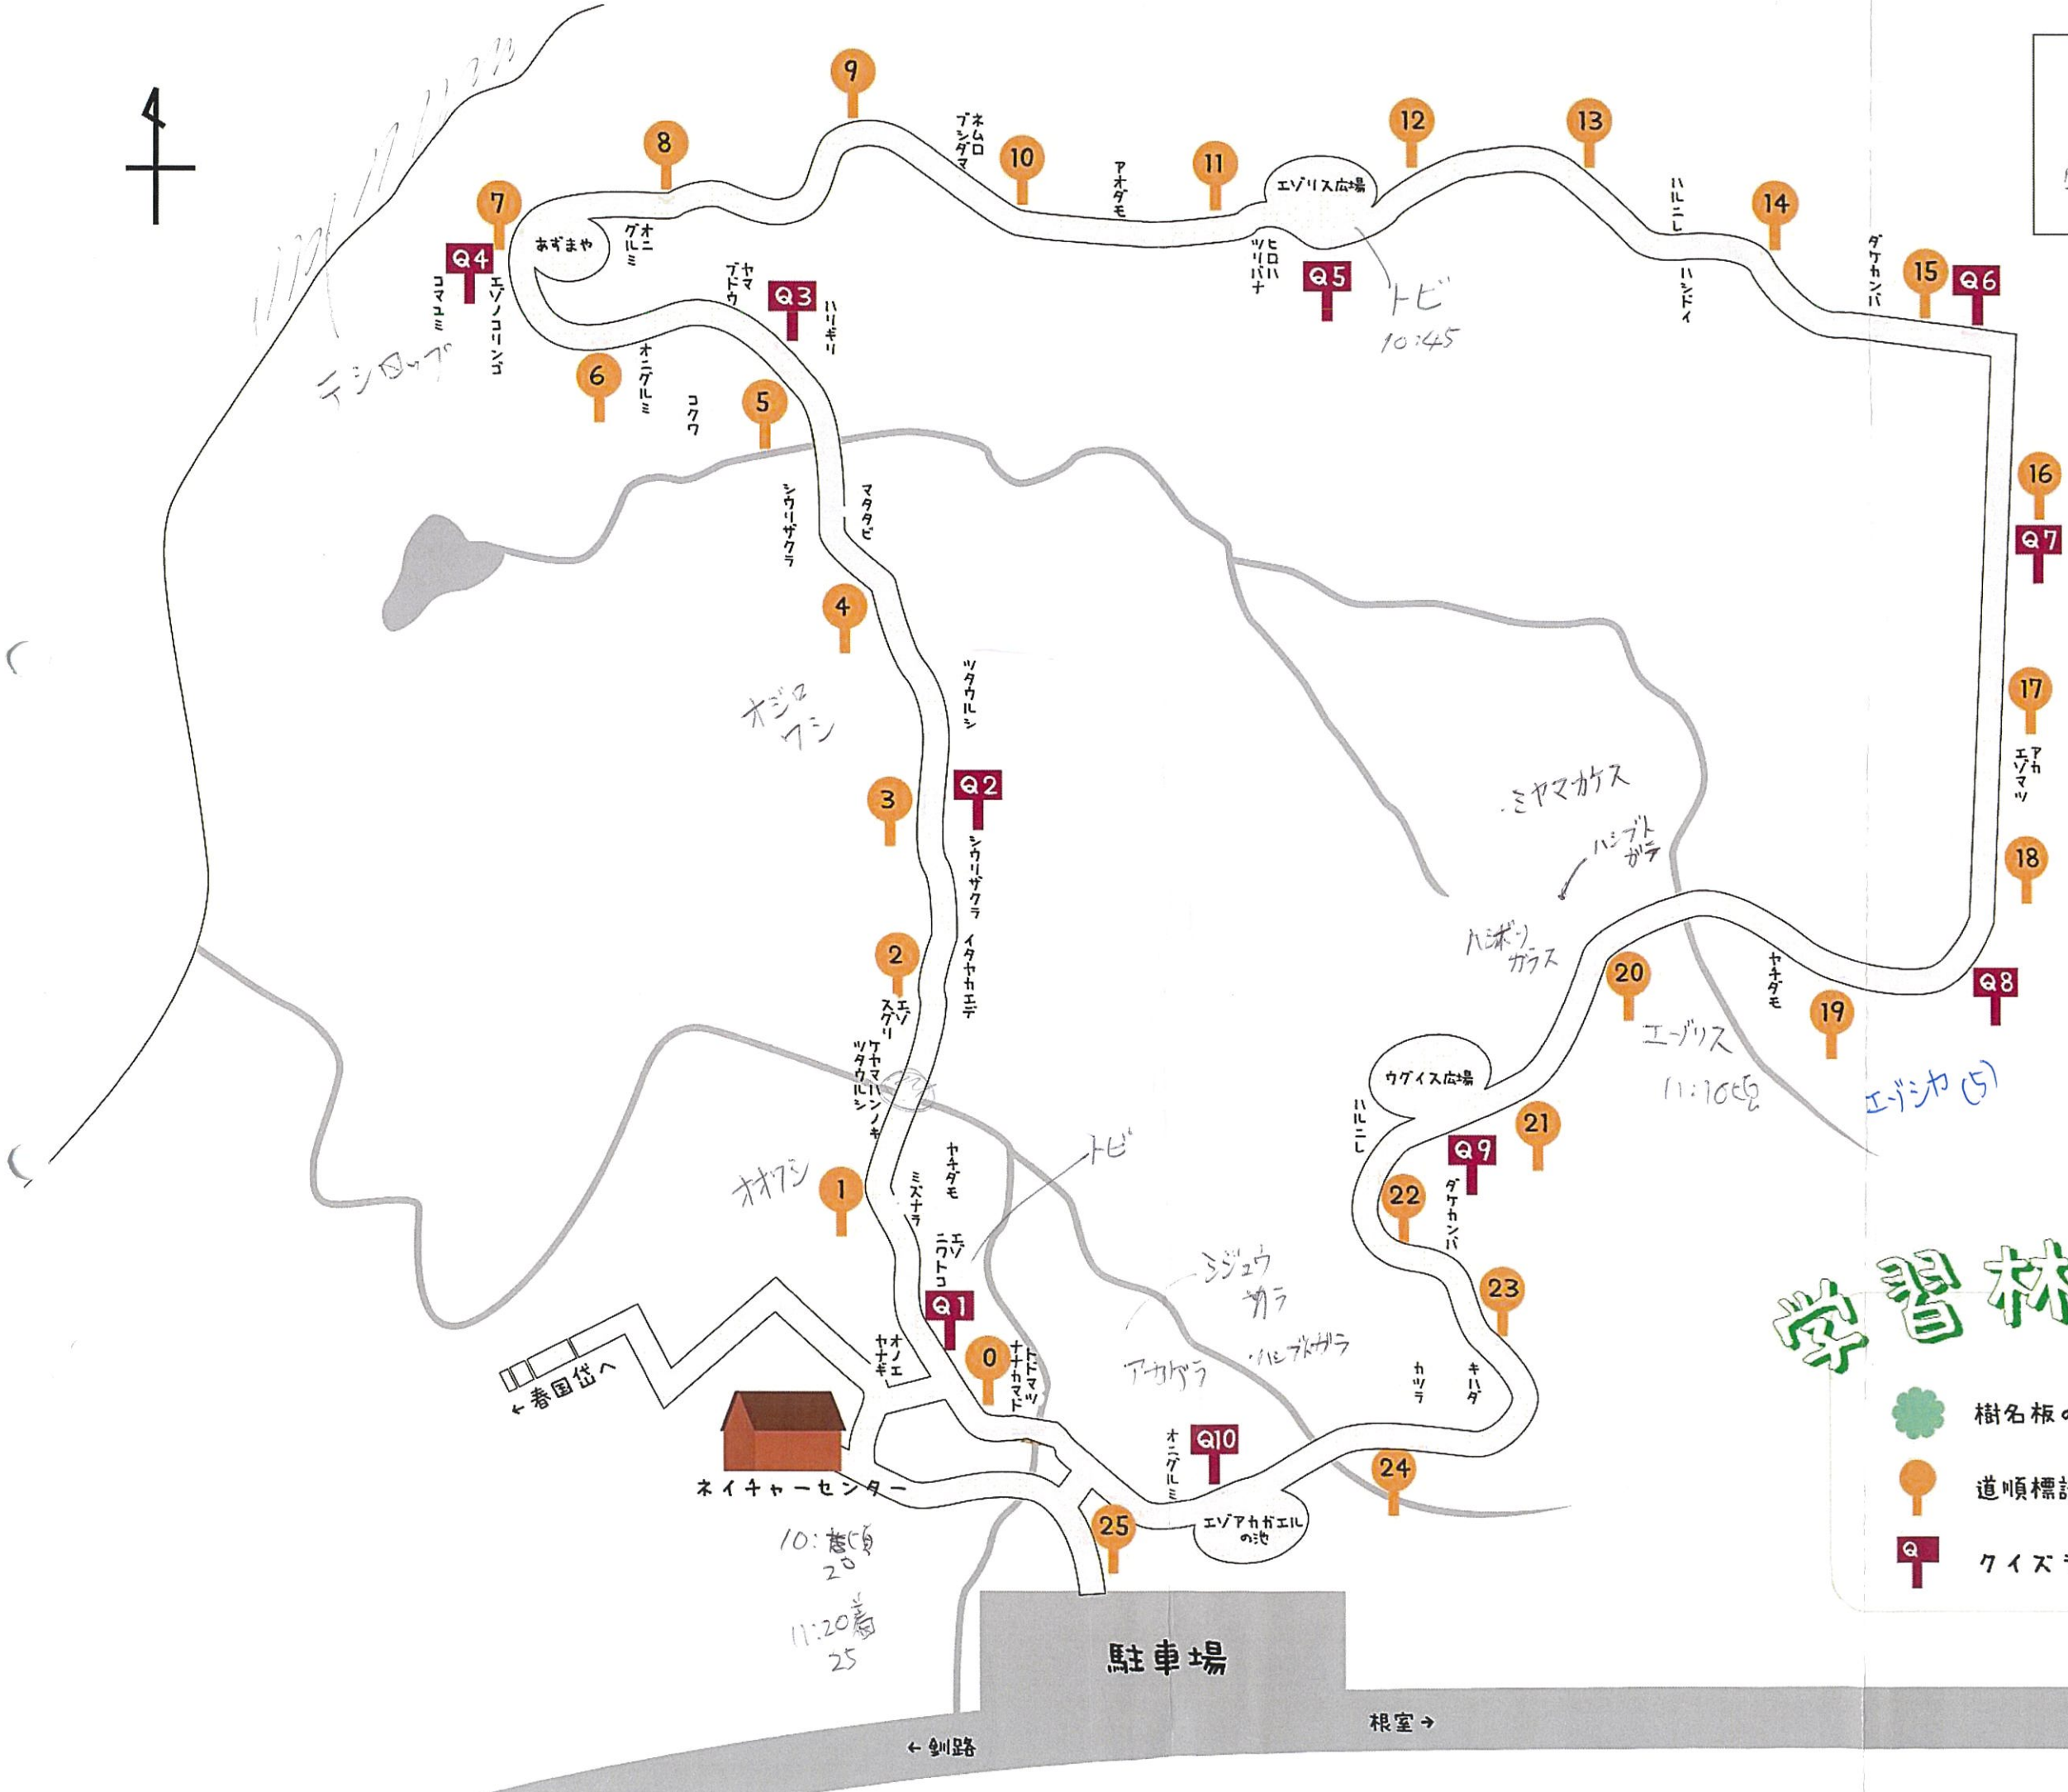 9
8
12
13
ネムロ
ブシダマ
10
11
アオダモ
エゾリス広場
14
ハルニレ
7
あずまや
オニ
グルミ
Q4
コマユミ
エゾノコリンゴ
ヤマ
ブドウ
Q3
ハリギリ
ヒロハ
ツリバナ
Q5
トビ
10:45
ハシドイ
ダケカンバ
15
Q6
6
オニグルミ
コクワ
5
シウリザクラ
マタタビ
16
Q7
4
オジロ
ワシ
ツタウルシ
17
アカ
エゾマツ
3
Q2
シウリザクラ
ミヤマカケス
ハシブト
ガラ
18
2
エゾ
スグリ
イタヤカエデ
ハシボソ
ガラス
20
ヤチダモ
19
Q8
エゾリス
エゾシカ (5)
ケヤマハンノキ
ツタウルシ
ウグイス広場
ハルニレ
21
Q9
オオワシ
1
ミズナラ
ヤチダモ
トビ
22
ダケカンバ
エゾ
ニワトコ
Q1
シジュウ
カラ
アカゲラ
ハシブトガラ
23
学習林
オノエ
ヤナギ
0
トドマツ
ナナカマド
カツラ
キハダ
←春国岱へ
ネイチャーセンター
オニグルミ
Q10
24
25
エゾアカガエル
の池
樹名板
道順標
Q
クイズ
20
11:20着
25
駐車場
根室→
←釧路